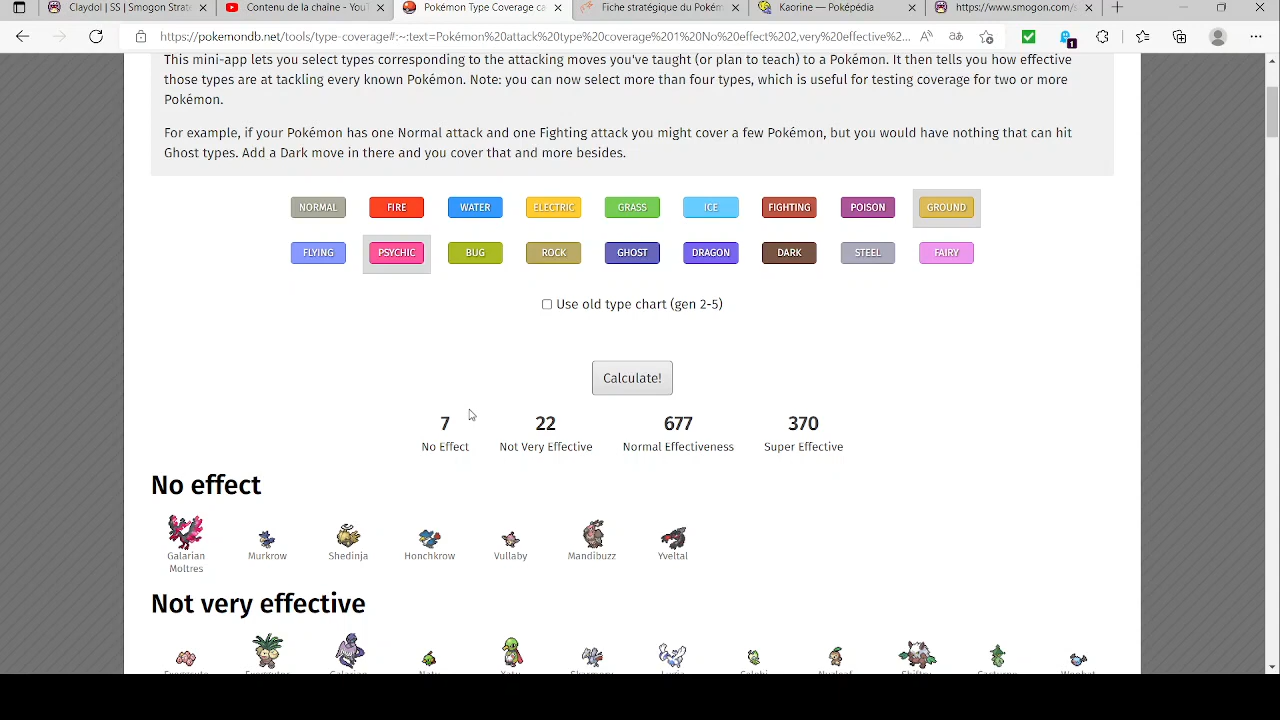 Claydol | SS | Smogon Strat
Contenu de la chaîne - YouT
Pokémon Type Coverage ca
Fiche stratégique du Pokém
Kaorine — Poképédia
https://www.smogon.com/s
https://pokemondb.net/tools/type-coverage#:~:text=Pokémon%20attack%20type%20coverage%201%20No%20effect%202,very%20effective%2...
1
This mini-app lets you select types corresponding to the attacking moves you've taught (or plan to teach) to a Pokémon. It then tells you how effective
those types are at tackling every known Pokémon. Note: you can now select more than four types, which is useful for testing coverage for two or more
Pokémon.
For example, if your Pokémon has one Normal attack and one Fighting attack you might cover a few Pokémon, but you would have nothing that can hit
Ghost types. Add a Dark move in there and you cover that and more besides.
NORMAL FIRE WATER ELECTRIC GRASS ICE FIGHTING POISON GROUND
FLYING PSYCHIC BUG ROCK GHOST DRAGON DARK STEEL FAIRY
Use old type chart (gen 2-5)
Calculate!
7 22 677 370
No Effect Not Very Effective Normal Effectiveness Super Effective
No effect
Galarian Murkrow Shedinja Honchkrow Vullaby Mandibuzz Yveltal
Moltres
Not very effective